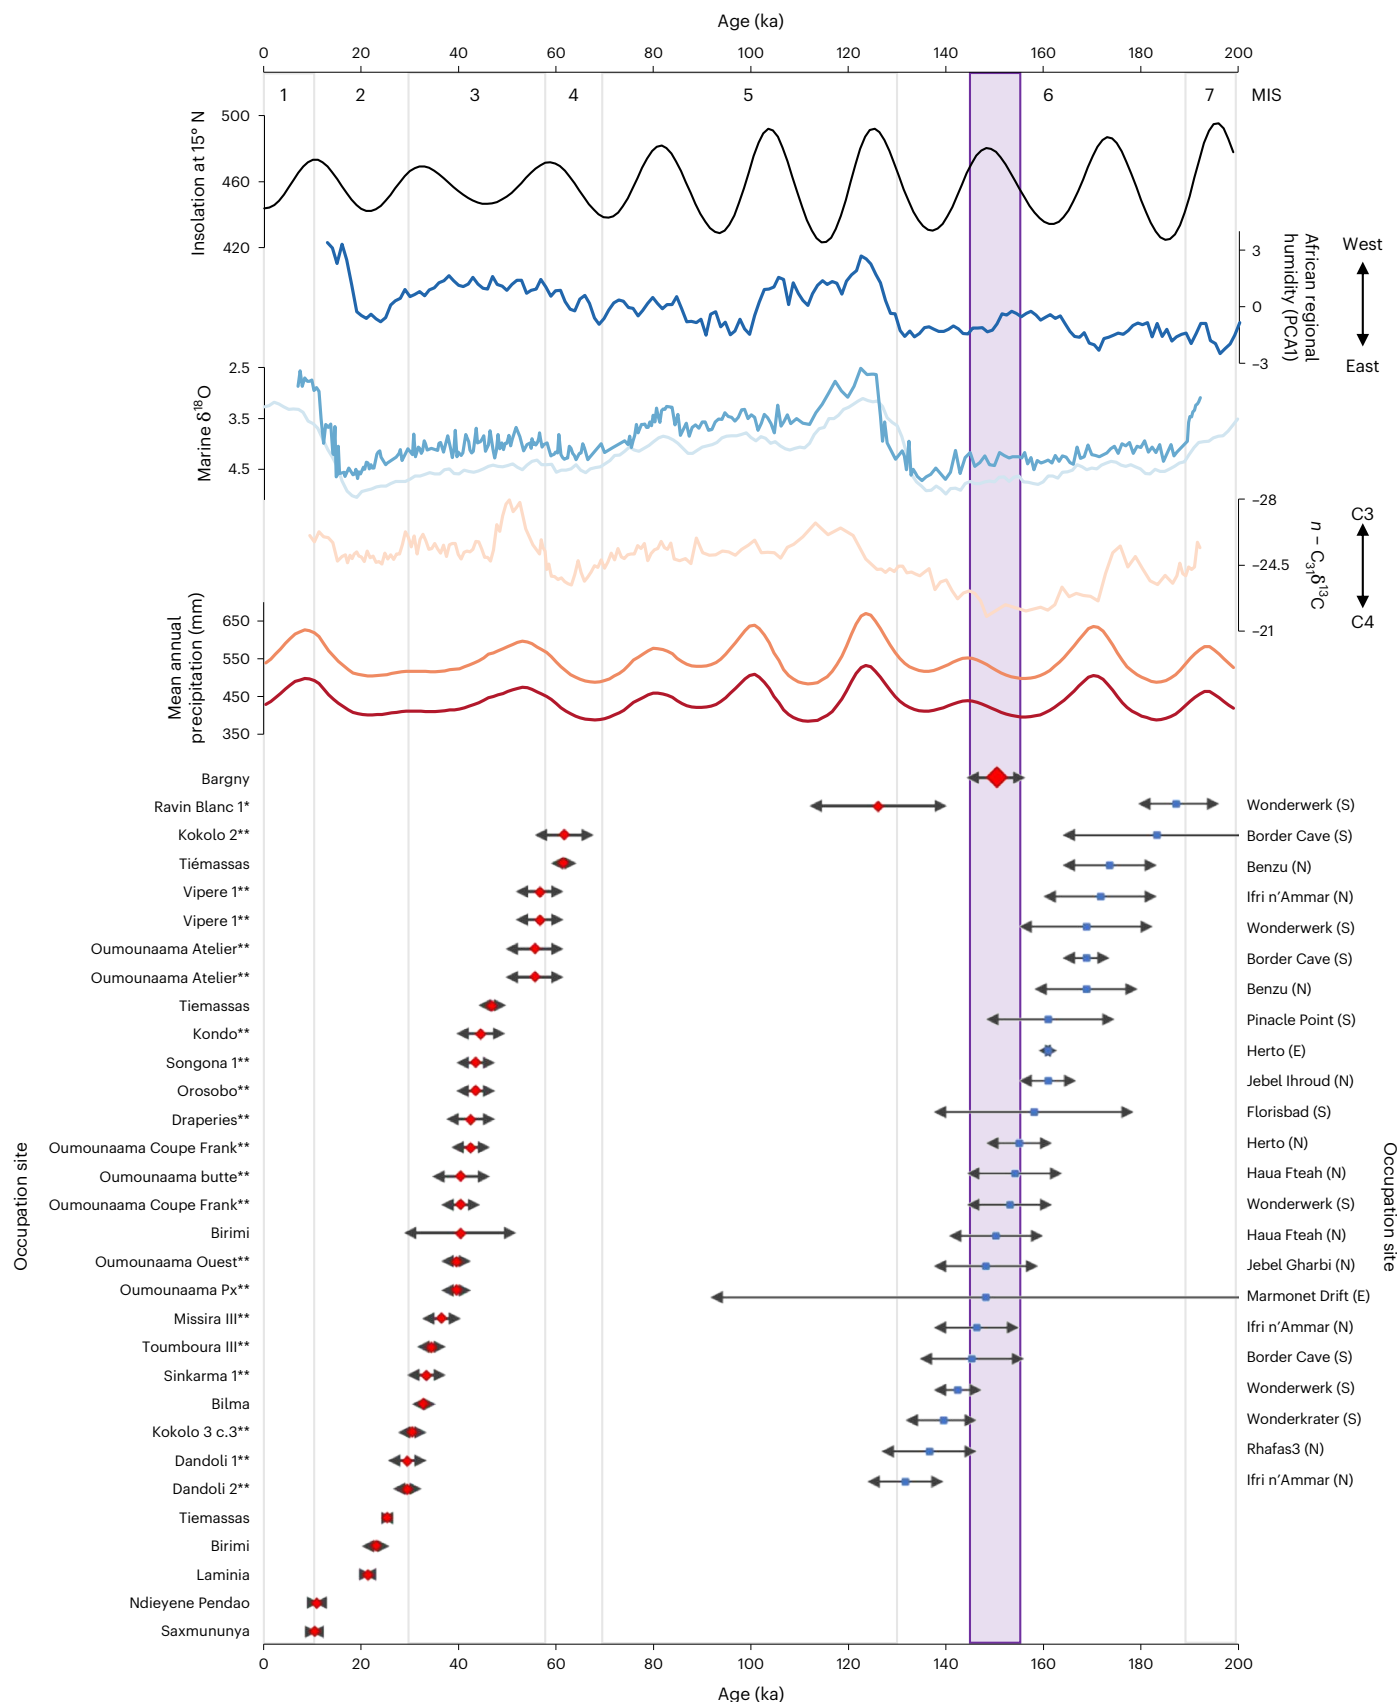 Age (ka)
0 20 40 60 80 100 120 140 160 180 200
1 2 3 4 5 6 7 MIS
Insolation at 15° N
500
460
420
African regional
humidity (PCA1)
3
0
−3
West
East
Marine δ18O
2.5
3.5
4.5
n − C31δ13C
−28
−24.5
−21
C3
C4
Mean annual
precipitation (mm)
650
550
450
350
Occupation site
Bargny
Ravin Blanc 1*
Kokolo 2**
Tiémassas
Vipere 1**
Vipere 1**
Oumounaama Atelier**
Oumounaama Atelier**
Tiemassas
Kondo**
Songona 1**
Orosobo**
Draperies**
Oumounaama Coupe Frank**
Oumounaama butte**
Oumounaama Coupe Frank**
Birimi
Oumounaama Ouest**
Oumounaama Px**
Missira III**
Toumboura III**
Sinkarma 1**
Bilma
Kokolo 3 c.3**
Dandoli 1**
Dandoli 2**
Tiemassas
Birimi
Laminia
Ndieyene Pendao
Saxmununya
Wonderwerk (S)
Border Cave (S)
Benzu (N)
Ifri n’Ammar (N)
Wonderwerk (S)
Border Cave (S)
Benzu (N)
Pinacle Point (S)
Herto (E)
Jebel Ihroud (N)
Florisbad (S)
Herto (N)
Haua Fteah (N)
Wonderwerk (S)
Haua Fteah (N)
Jebel Gharbi (N)
Marmonet Drift (E)
Ifri n’Ammar (N)
Border Cave (S)
Wonderwerk (S)
Wonderkrater (S)
Rhafas3 (N)
Ifri n’Ammar (N)
Occupation site
0 20 40 60 80 100 120 140 160 180 200
Age (ka)